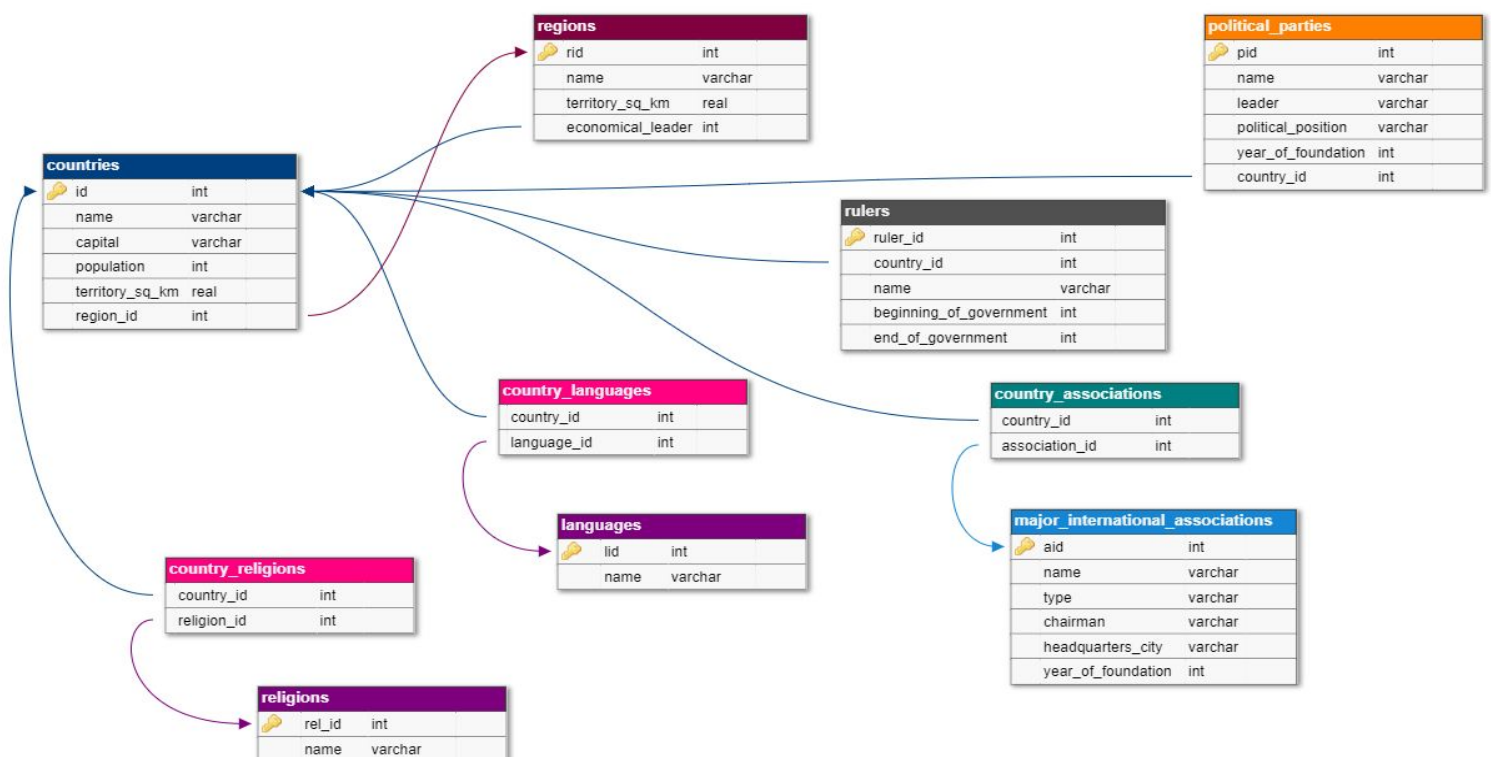 regions
rid int
name varchar
territory_sq_km real
economical_leader int
political_parties
pid int
name varchar
leader varchar
political_position varchar
year_of_foundation int
country_id int
countries
id int
name varchar
capital varchar
population int
territory_sq_km real
region_id int
rulers
ruler_id int
country_id int
name varchar
beginning_of_government int
end_of_government int
country_languages
country_id int
language_id int
country_associations
country_id int
association_id int
languages
lid int
name varchar
major_international_associations
aid int
name varchar
type varchar
chairman varchar
headquarters_city varchar
year_of_foundation int
country_religions
country_id int
religion_id int
religions
rel_id int
name varchar